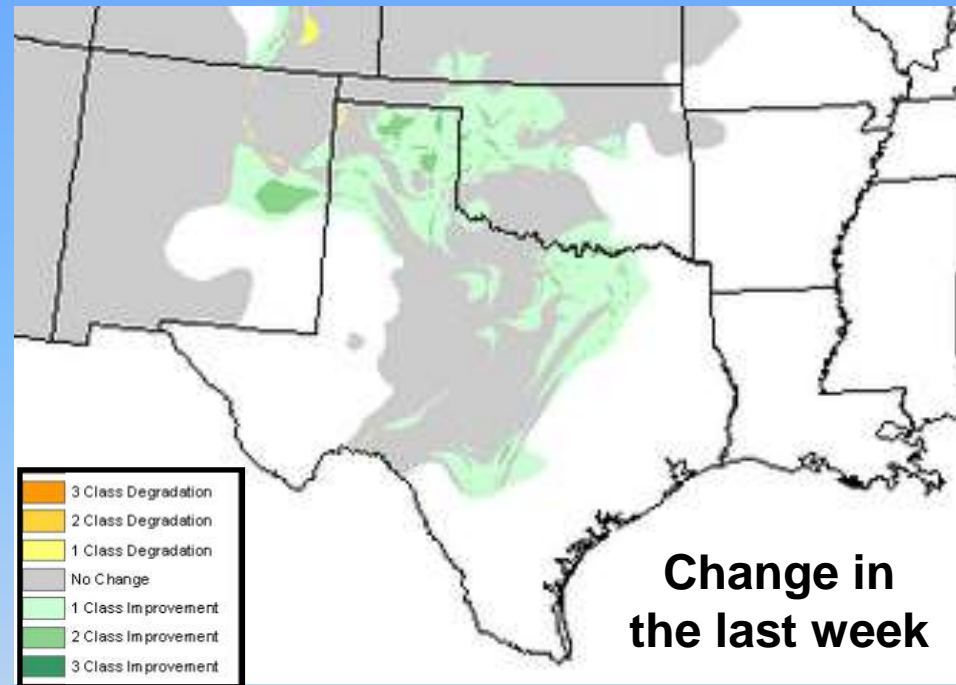 3 Class Degradation
2 Class Degradation
1 Class Degradation
No Change
1 Class Improvement
2 Class Improvement
3 Class Improvement
Change in
the last week